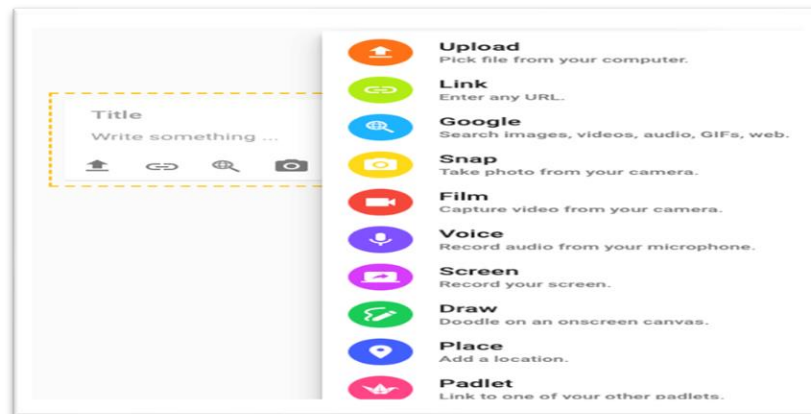 Title
Write something ...
Upload
Pick file from your computer.
Link
Enter any URL.
Google
Search images, videos, audio, GIFs, web.
Snap
Take photo from your camera.
Film
Capture video from your camera.
Voice
Record audio from your microphone.
Screen
Record your screen.
Draw
Doodle on an onscreen canvas.
Place
Add a location.
Padlet
Link to one of your other padlets.